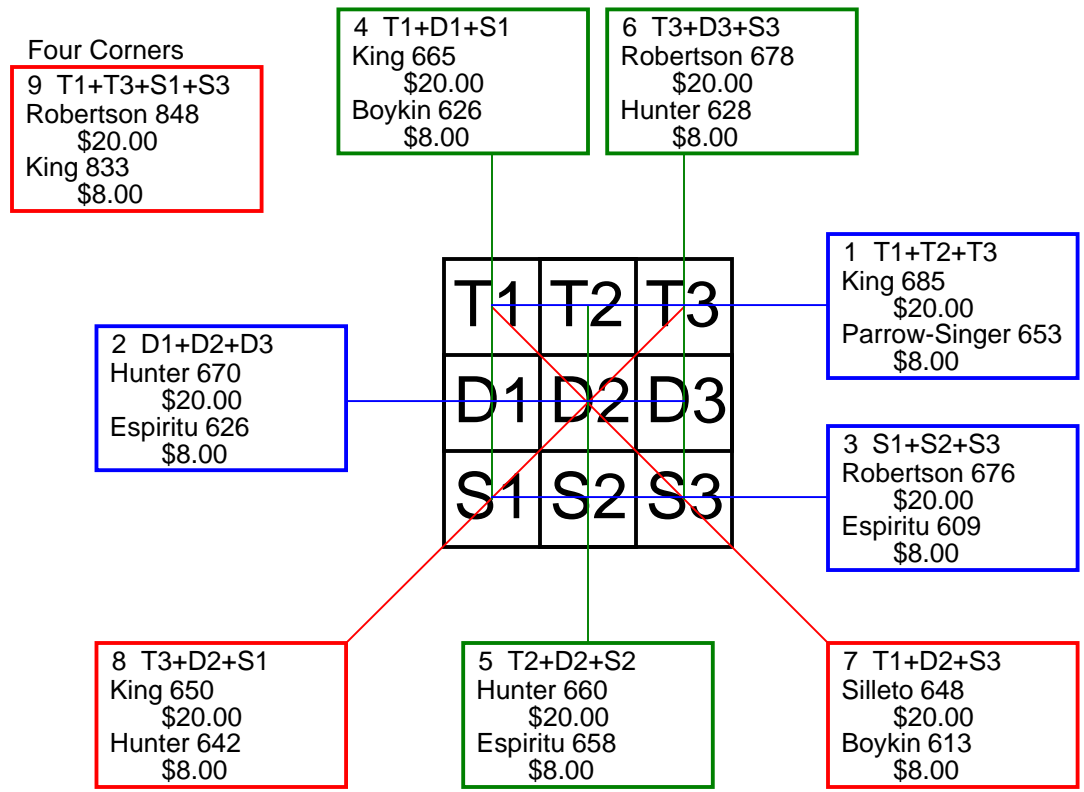 Four Corners
9 T1+T3+S1+S3
Robertson 848
$20.00
King 833
$8.00
4 T1+D1+S1
King 665
$20.00
Boykin 626
$8.00
6 T3+D3+S3
Robertson 678
$20.00
Hunter 628
$8.00
1 T1+T2+T3
King 685
$20.00
Parrow-Singer 653
$8.00
2 D1+D2+D3
Hunter 670
$20.00
Espiritu 626
$8.00
T1 T2 T3
D1 D2 D3
S1 S2 S3
3 S1+S2+S3
Robertson 676
$20.00
Espiritu 609
$8.00
8 T3+D2+S1
King 650
$20.00
Hunter 642
$8.00
5 T2+D2+S2
Hunter 660
$20.00
Espiritu 658
$8.00
7 T1+D2+S3
Silleto 648
$20.00
Boykin 613
$8.00